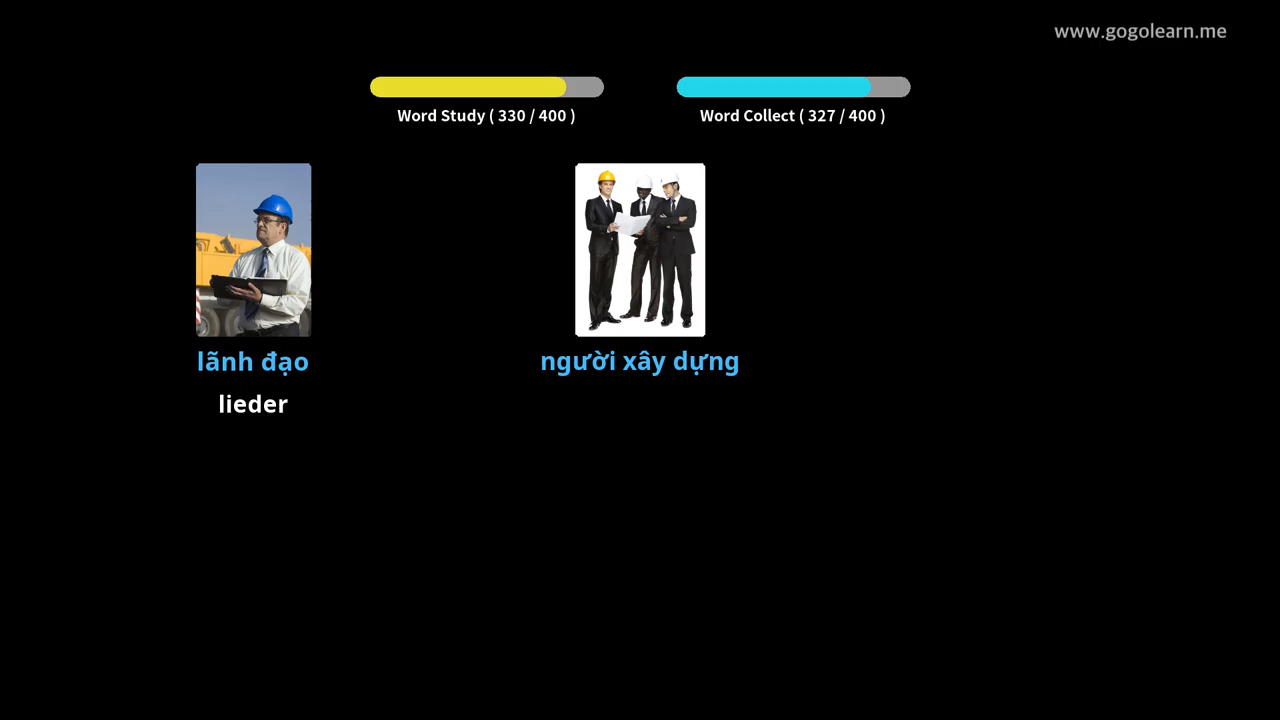 www.gogolearn.me
Word Study ( 330 / 400 )
Word Collect ( 327 / 400 )
lãnh đạo
người xây dựng
lieder